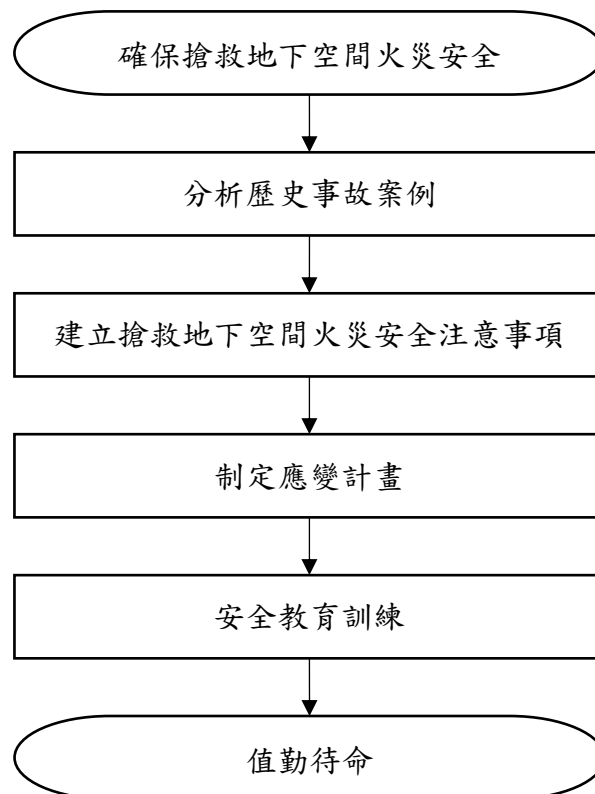 確保搶救地下空間火災安全
分析歷史事故案例
建立搶救地下空間火災安全注意事項
制定應變計畫
安全教育訓練
值勤待命